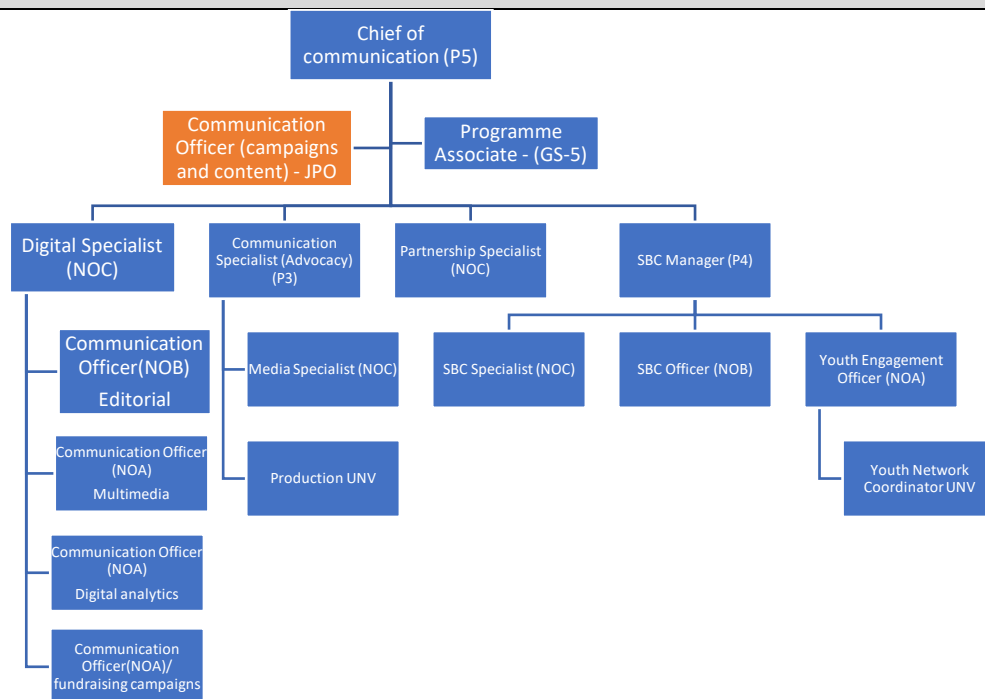 Chief of
communication (P5)
Communication
Officer (campaigns
and content) - JPO
Programme
Associate - (GS-5)
Digital Specialist
(NOC)
Communication
Specialist (Advocacy)
(P3)
Partnership Specialist
(NOC)
SBC Manager (P4)
Communication
Officer(NOB)
Editorial
Media Specialist (NOC)
SBC Specialist (NOC)
SBC Officer (NOB)
Youth Engagement
Officer (NOA)
Communication Officer
(NOA)
Multimedia
Production UNV
Youth Network
Coordinator UNV
Communication Officer
(NOA)
Digital analytics
Communication
Officer(NOA)/
fundraising campaigns